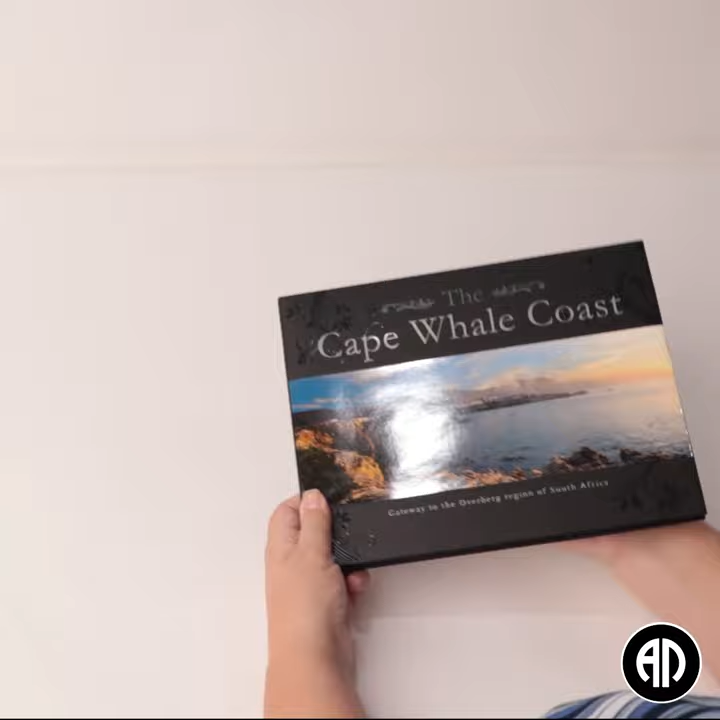 The
Cape Whale Coast
Gateway to the Overberg region of South Africa
AD